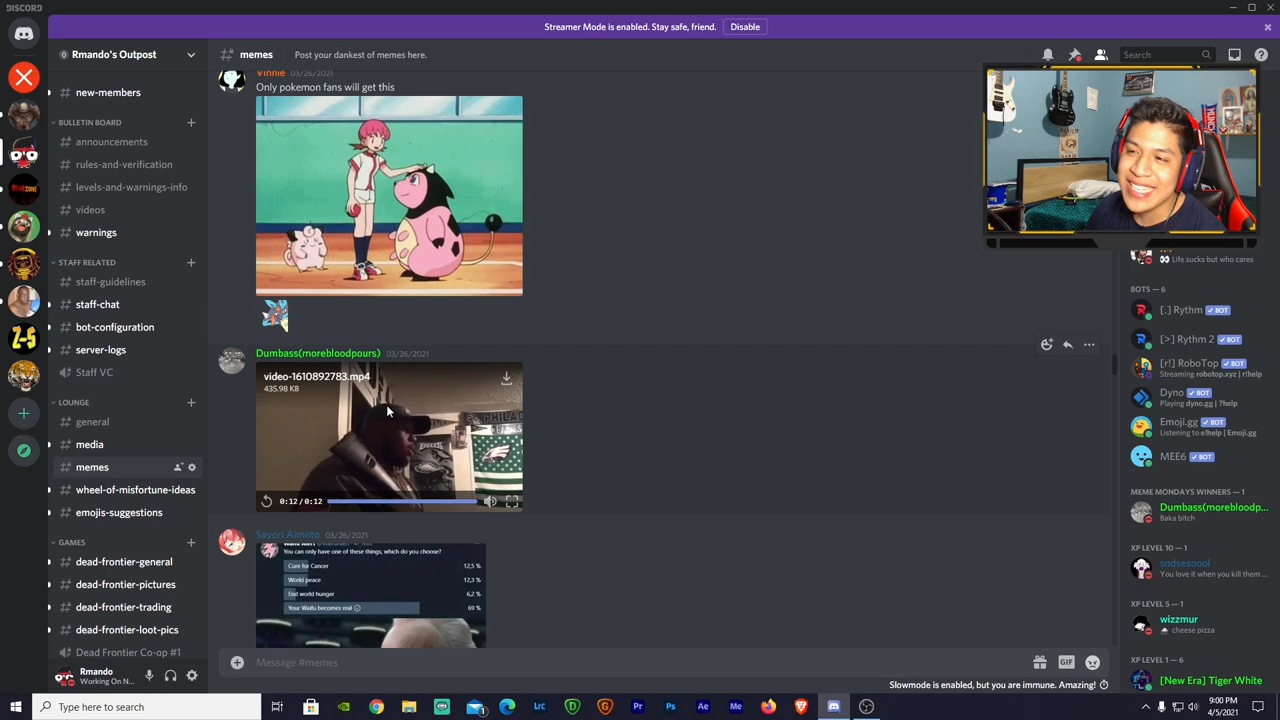 DISCORD
Streamer Mode is enabled. Stay safe, friend.
Disable
Rmando's Outpost
memes
Post your dankest of memes here.
Search
new-members
BULLETIN BOARD
announcements
rules-and-verification
levels-and-warnings-info
videos
warnings
STAFF RELATED
staff-guidelines
staff-chat
bot-configuration
server-logs
Staff VC
LOUNGE
general
media
memes
wheel-of-misfortune-ideas
emojis-suggestions
GAMES
dead-frontier-general
dead-frontier-pictures
dead-frontier-trading
dead-frontier-loot-pics
Dead Frontier Co-op #1
Rmando
Working On N...
Vinnie 03/26/2021
Only pokemon fans will get this
Dumbass(morebloodpours) 03/26/2021
video-1610892783.mp4
435.98 KB
PHILA
0:12/0:12
Sayori Aimoto 03/26/2021
You can only have one of these things, which do you choose?
Cure for Cancer 12,5 %
World peace 12,3 %
End world hunger 6,2 %
Your Waifu becomes real 69 %
Message #memes
GIF
Slowmode is enabled, but you are immune. Amazing!
Life sucks but who cares
BOTS — 6
[.] Rythm BOT
[>] Rythm 2 BOT
[r!] RoboTop BOT
Streaming robotop.xyz | r!help
Dyno BOT
Playing dyno.gg | ?help
Emoji.gg BOT
Listening to e!help | Emoji.gg
MEE6 BOT
MEME MONDAYS WINNERS — 1
Dumbass(morebloodp...
Baka bitch
XP LEVEL 10 — 1
sndsesoool
You love it when you kill them ...
XP LEVEL 5 — 1
wizzmur
cheese pizza
XP LEVEL 1 — 6
[New Era] Tiger White
Type here to search
Lrc
Pr
Ps
Ae
Me
9:00 PM
4/5/2021